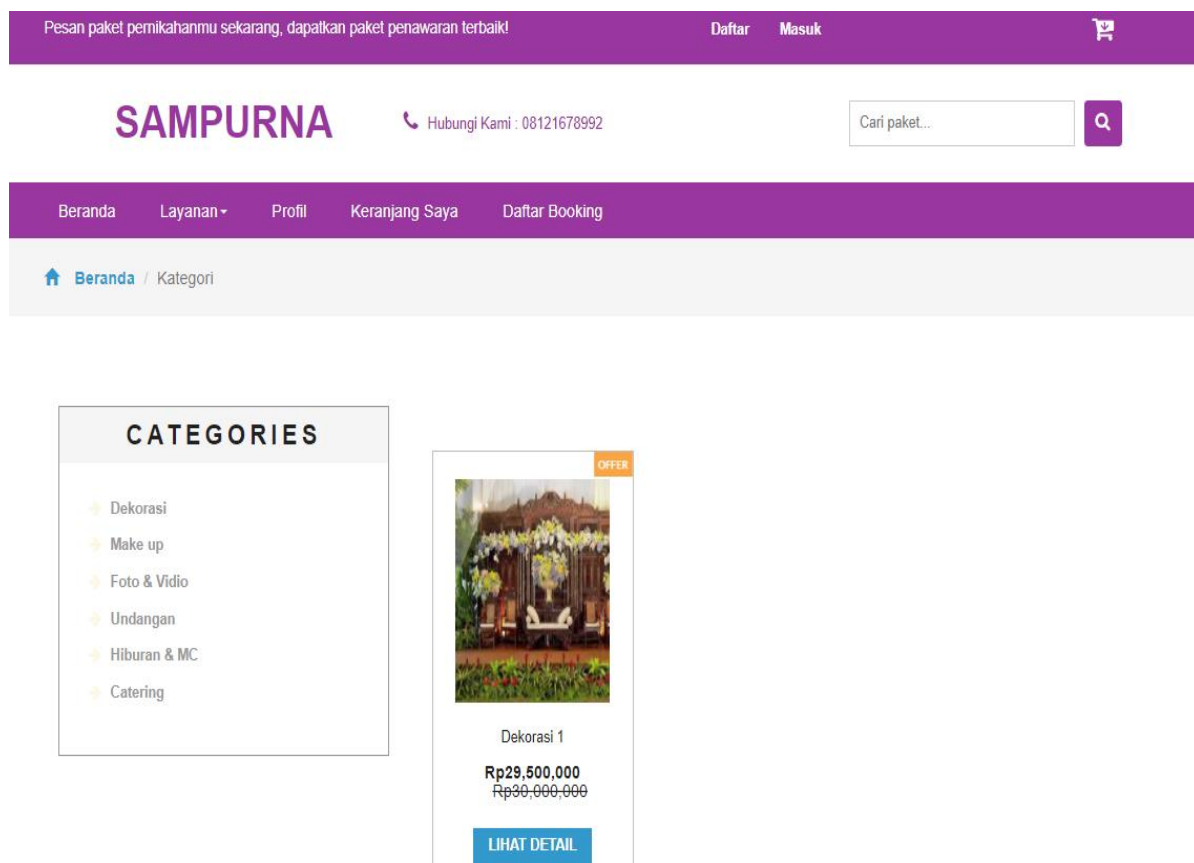 Pesan paket pernikahanmu sekarang, dapatkan paket penawaran terbaik! Daftar Masuk
SAMPURNA Hubungi Kami : 08121678992 Cari paket...
Beranda Layanan Profil Keranjang Saya Daftar Booking
Beranda / Kategori
CATEGORIES
Dekorasi
Make up
Foto & Vidio
Undangan
Hiburan & MC
Catering
OFFER
Dekorasi 1
Rp29,500,000
Rp30,000,000
LIHAT DETAIL